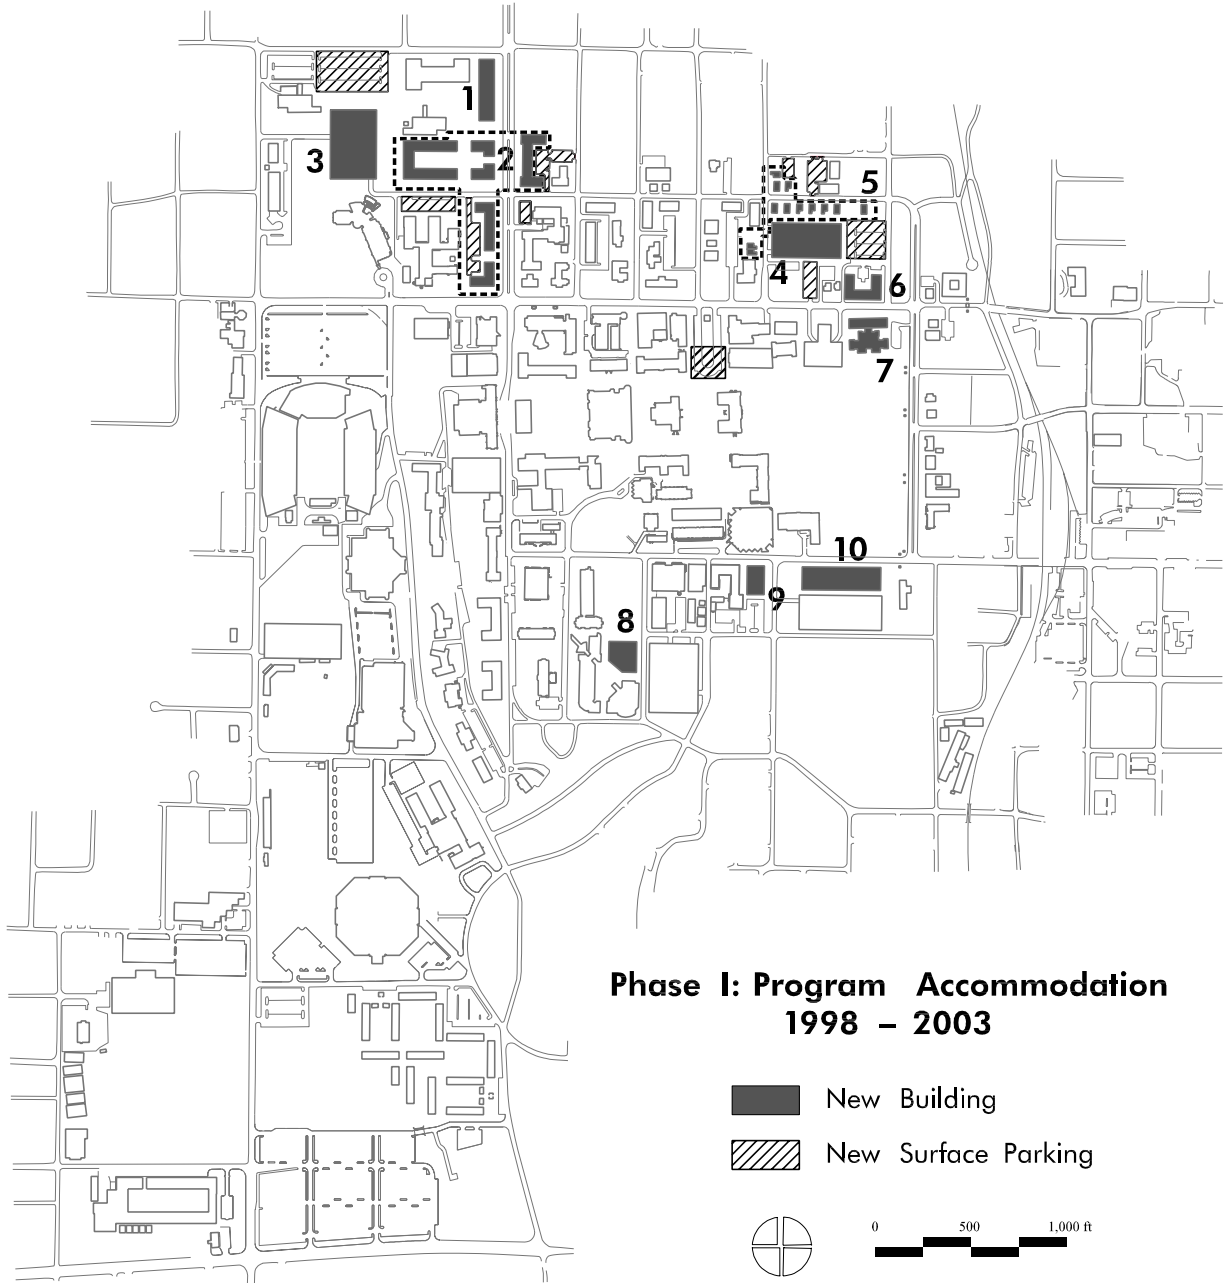 1
2
3
5
4
6
7
10
9
8
Phase I: Program Accommodation
1998 – 2003
New Building
New Surface Parking
0 500 1,000 ft